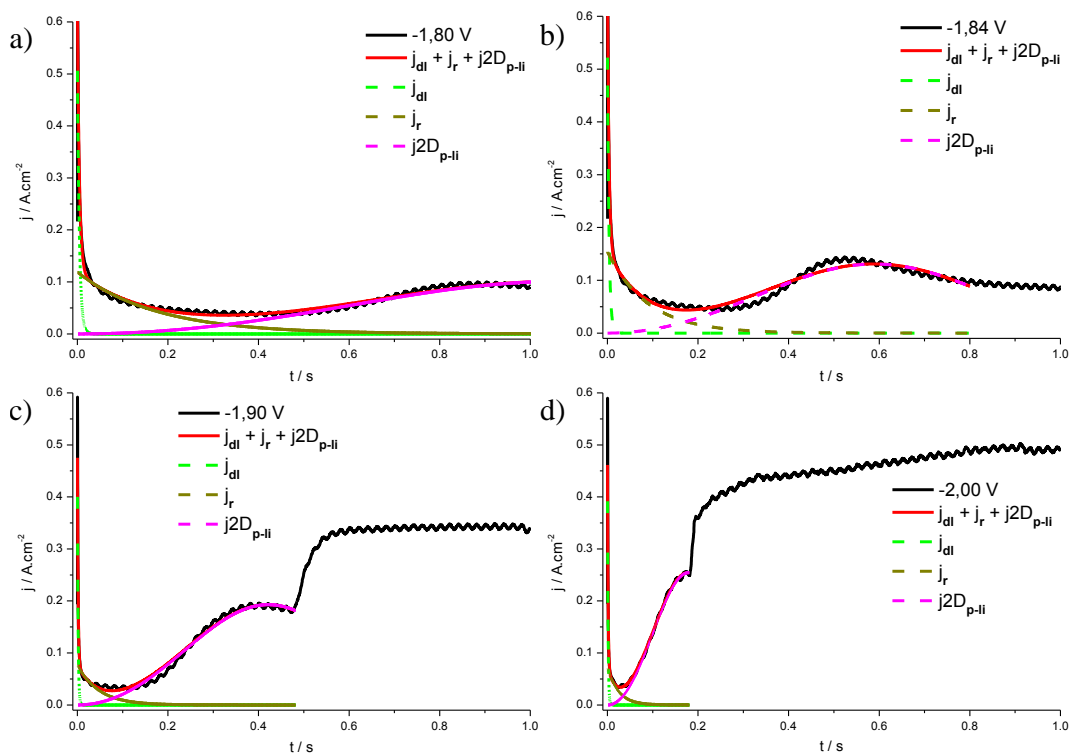 a)
0.6
0.5
0.4
0.3
0.2
0.1
0.0
j / A.cm-2
0.0 0.2 0.4 0.6 0.8 1.0
t / s
-1,80 V
jdl + jr + j2Dp-li
jdl
jr
j2Dp-li
b)
0.6
0.5
0.4
0.3
0.2
0.1
0.0
j / A.cm-2
0.0 0.2 0.4 0.6 0.8 1.0
t / s
-1,84 V
jdl + jr + j2Dp-li
jdl
jr
j2Dp-li
c)
0.6
0.5
0.4
0.3
0.2
0.1
0.0
j / A.cm-2
0.0 0.2 0.4 0.6 0.8 1.0
t / s
-1,90 V
jdl + jr + j2Dp-li
jdl
jr
j2Dp-li
d)
0.6
0.5
0.4
0.3
0.2
0.1
0.0
j / A.cm-2
0.0 0.2 0.4 0.6 0.8 1.0
t / s
-2,00 V
jdl + jr + j2Dp-li
jdl
jr
j2Dp-li